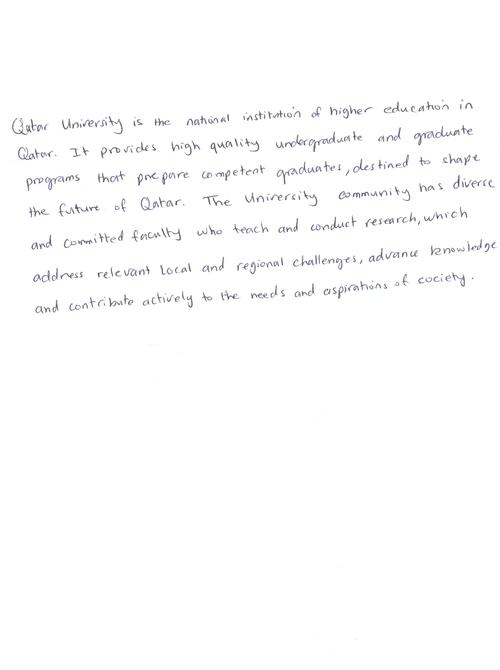 Qatar University is the national institution of higher education in
Qatar. It provides high quality undergraduate and graduate
programs that prepare competent graduates, destined to shape
the future of Qatar. The University community has diverse
and committed faculty who teach and conduct research, which
address relevant Local and regional challenges, advance knowledge
and contribute actively to the needs and aspirations of society.